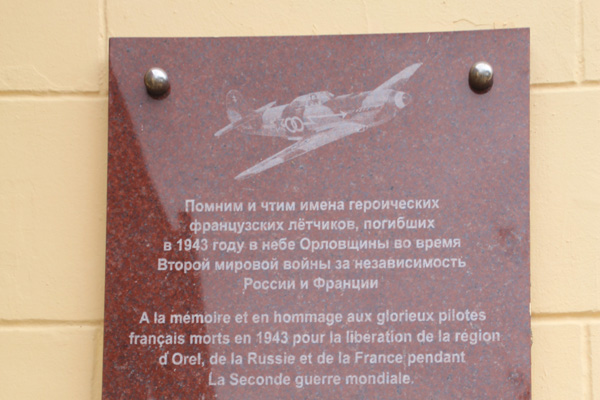 Помним и чтим имена героических
французских лётчиков, погибших
в 1943 году в небе Орловщины во время
Второй мировой войны за независимость
России и Франции
A la mémoire et en hommage aux glorieux pilotes
français morts en 1943 pour la libération de la région
d'Orel, de la Russie et de la France pendant
La Seconde guerre mondiale.